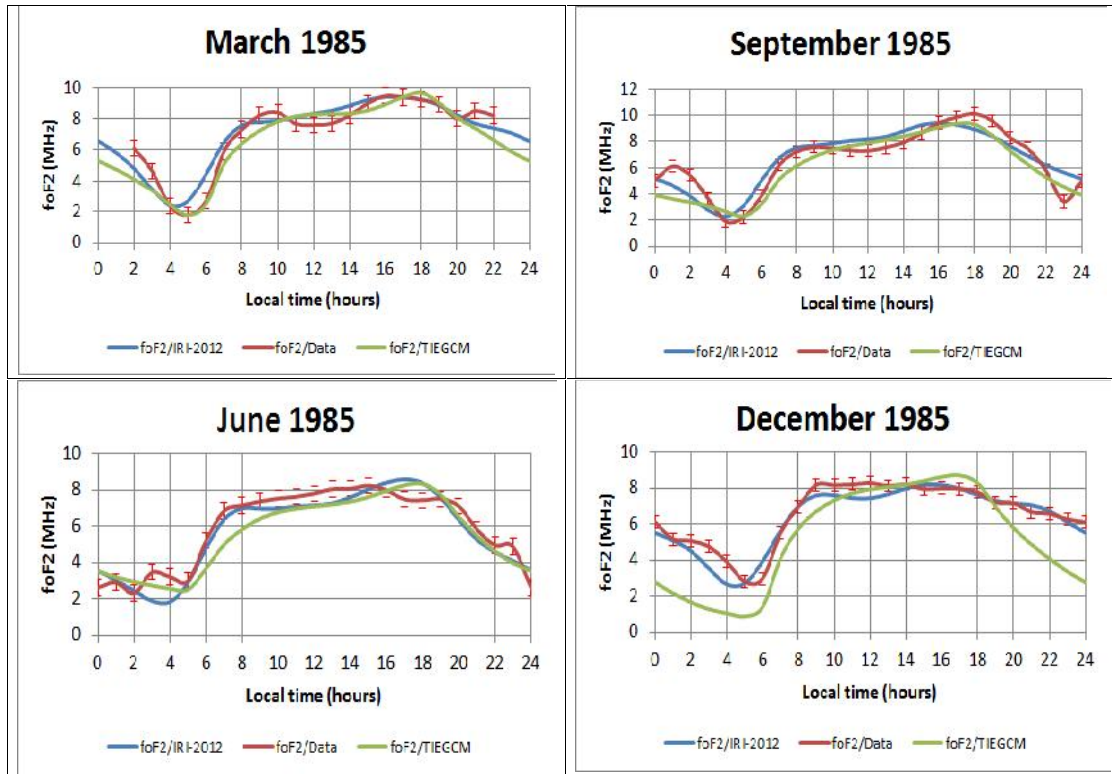 March 1985
foF2 (MHz)
10
8
6
4
2
0
0 2 4 6 8 10 12 14 16 18 20 22 24
Local time (hours)
foF2/IRI-2012 foF2/Data foF2/TIEGCM
September 1985
foF2 (MHz)
12
10
8
6
4
2
0
0 2 4 6 8 10 12 14 16 18 20 22 24
Local time (hours)
foF2/IRI-2012 foF2/Data foF2/TIEGCM
June 1985
foF2 (MHz)
10
8
6
4
2
0
0 2 4 6 8 10 12 14 16 18 20 22 24
Local time (hours)
foF2/IRI-2012 foF2/Data foF2/TIEGCM
December 1985
foF2 (MHz)
10
8
6
4
2
0
0 2 4 6 8 10 12 14 16 18 20 22 24
Local time (hours)
foF2/IRI-2012 foF2/Data foF2/TIEGCM